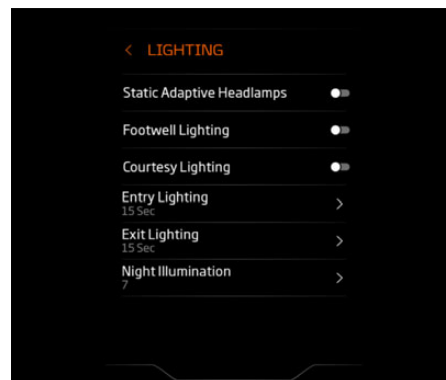 LIGHTING
Static Adaptive Headlamps
Footwell Lighting
Courtesy Lighting
Entry Lighting
15 Sec
Exit Lighting
15 Sec
Night Illumination
7